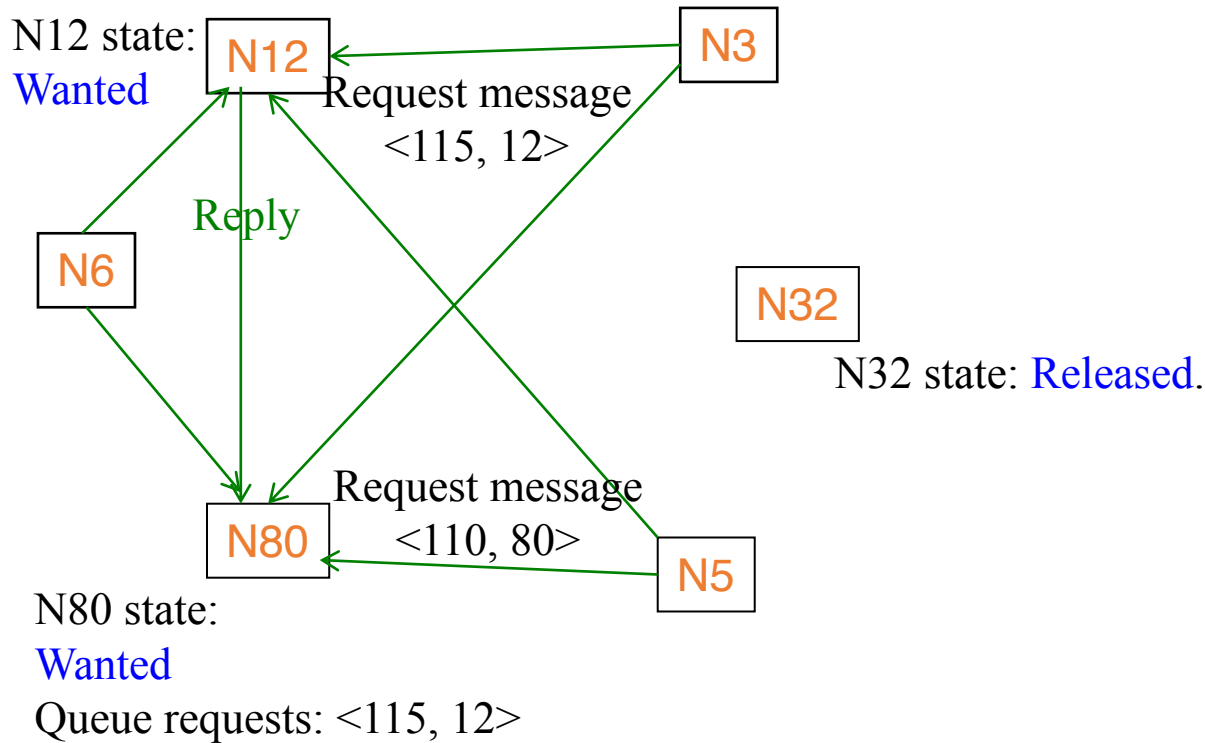 N12 state:
Wanted
N12
N3
Request message
<115, 12>
Reply
N6
N32
N32 state: Released.
Request message
<110, 80>
N80
N5
N80 state:
Wanted
Queue requests: <115, 12>